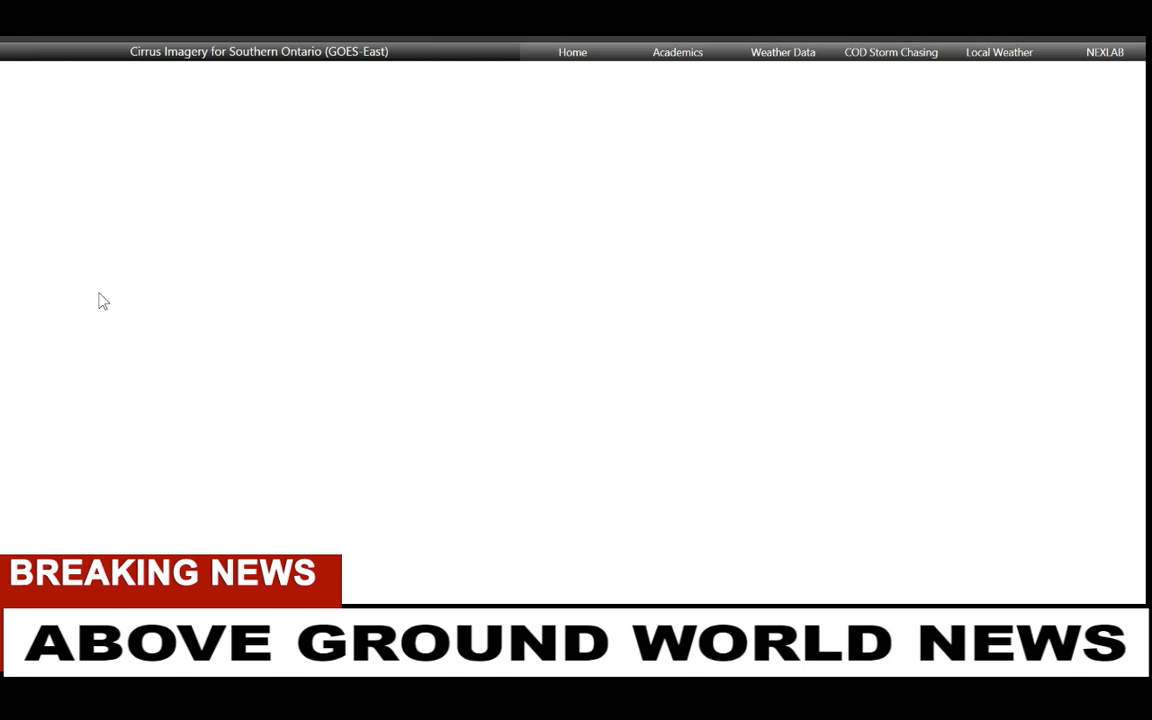 Cirrus Imagery for Southern Ontario (GOES-East) Home Academics Weather Data COD Storm Chasing Local Weather NEXLAB
BREAKING NEWS
ABOVE GROUND WORLD NEWS